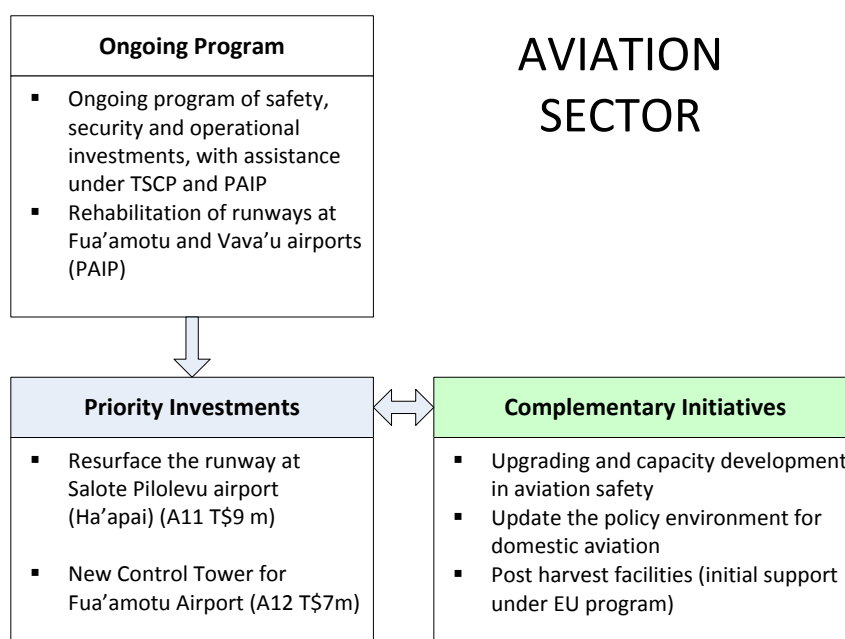 Ongoing Program
▪ Ongoing program of safety,
security and operational
investments, with assistance
under TSCP and PAIP
▪ Rehabilitation of runways at
Fua’amotu and Vava’u airports
(PAIP)
AVIATION
SECTOR
Priority Investments
▪ Resurface the runway at
Salote Pilolevu airport
(Ha’apai) (A11 T$9 m)
▪ New Control Tower for
Fua’amotu Airport (A12 T$7m)
Complementary Initiatives
▪ Upgrading and capacity development
in aviation safety
▪ Update the policy environment for
domestic aviation
▪ Post harvest facilities (initial support
under EU program)